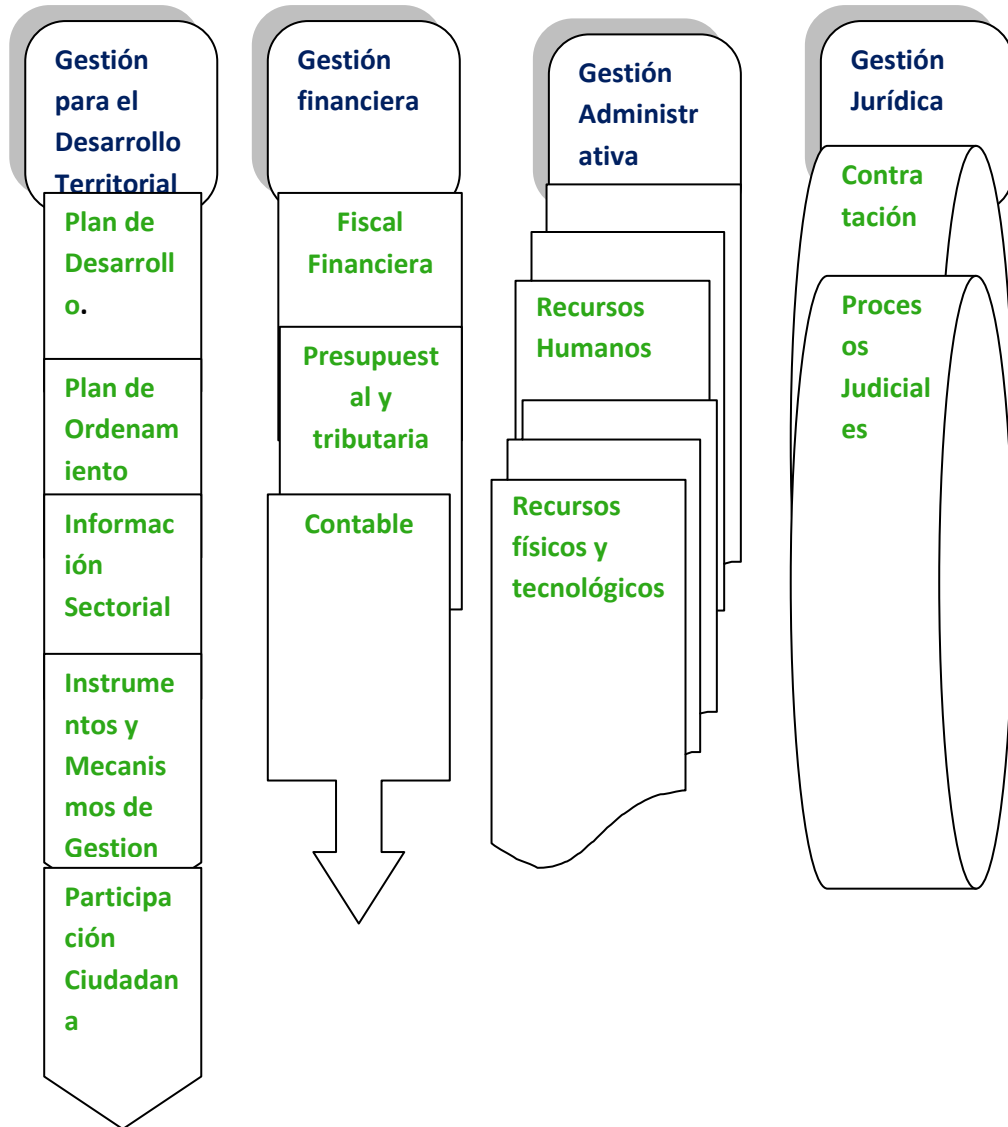 Gestión
para el
Desarrollo
Territorial
Plan de
Desarroll
o.
Plan de
Ordenam
iento
Informac
ión
Sectorial
Instrume
ntos y
Mecanis
mos de
Gestion
Participa
ción
Ciudadan
a
Gestión
financiera
Fiscal
Financiera
Presupuest
al y
tributaria
Contable
Gestión
Administr
ativa
Recursos
Humanos
Recursos
físicos y
tecnológicos
Gestión
Jurídica
Contra
tación
Proces
os
Judicial
es